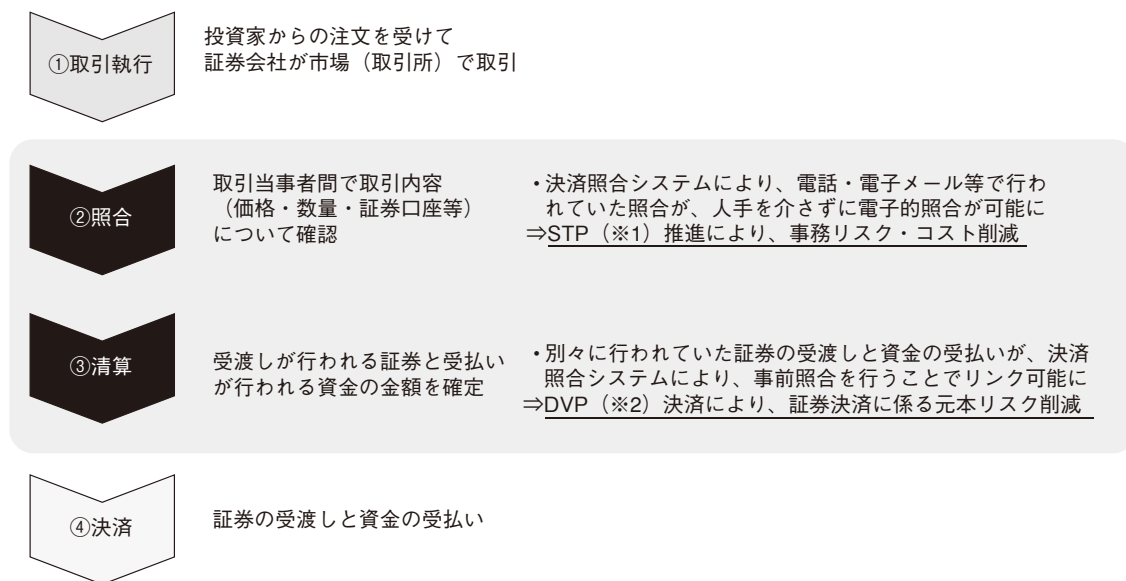 ①取引執行
投資家からの注文を受けて
証券会社が市場（取引所）で取引
②照合
取引当事者間で取引内容
（価格・数量・証券口座等）
について確認
・決済照合システムにより、電話・電子メール等で行わ
れていた照合が、人手を介さずに電子的照合が可能に
⇒STP（※1）推進により、事務リスク・コスト削減
③清算
受渡しが行われる証券と受払い
が行われる資金の金額を確定
・別々に行われていた証券の受渡しと資金の受払いが、決済
照合システムにより、事前照合を行うことでリンク可能に
⇒DVP（※2）決済により、証券決済に係る元本リスク削減
④決済
証券の受渡しと資金の受払い